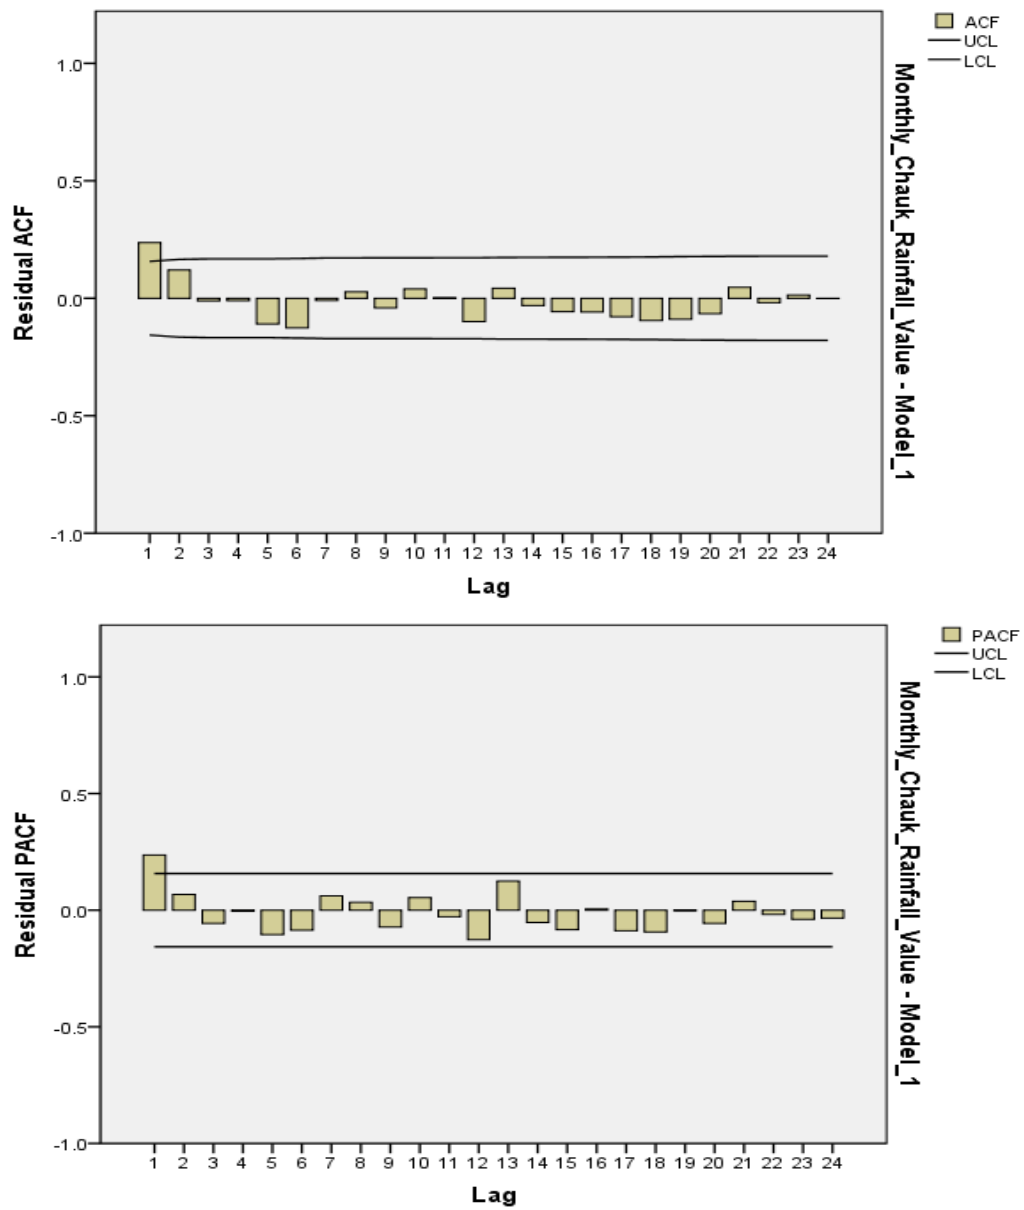 ACF
UCL
LCL
1.0
0.5
0.0
-0.5
-1.0
Residual ACF
1 2 3 4 5 6 7 8 9 10 11 12 13 14 15 16 17 18 19 20 21 22 23 24
Lag
Monthly_Chauk_Rainfall_Value - Model_1
PACF
UCL
LCL
1.0
0.5
0.0
-0.5
-1.0
Residual PACF
1 2 3 4 5 6 7 8 9 10 11 12 13 14 15 16 17 18 19 20 21 22 23 24
Lag
Monthly_Chauk_Rainfall_Value - Model_1